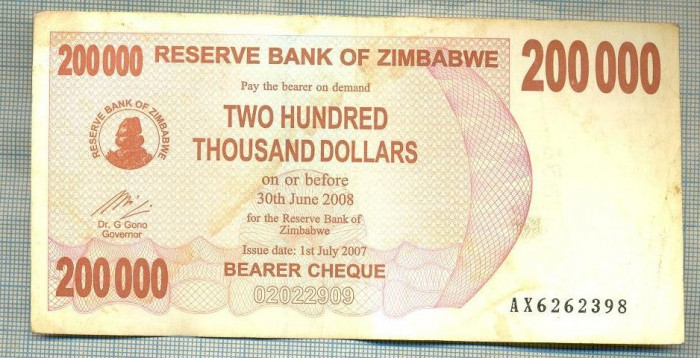 200 000 RESERVE BANK OF ZIMBABWE 200 000
Pay the bearer on demand
TWO HUNDRED
THOUSAND DOLLARS
RESERVE BANK OF ZIMBABWE
on or before
30th June 2008
for the Reserve Bank of
Zimbabwe
Dr. G Gono
Governor
Issue date: 1st July 2007
200 000 BEARER CHEQUE
02022909
AX6262398